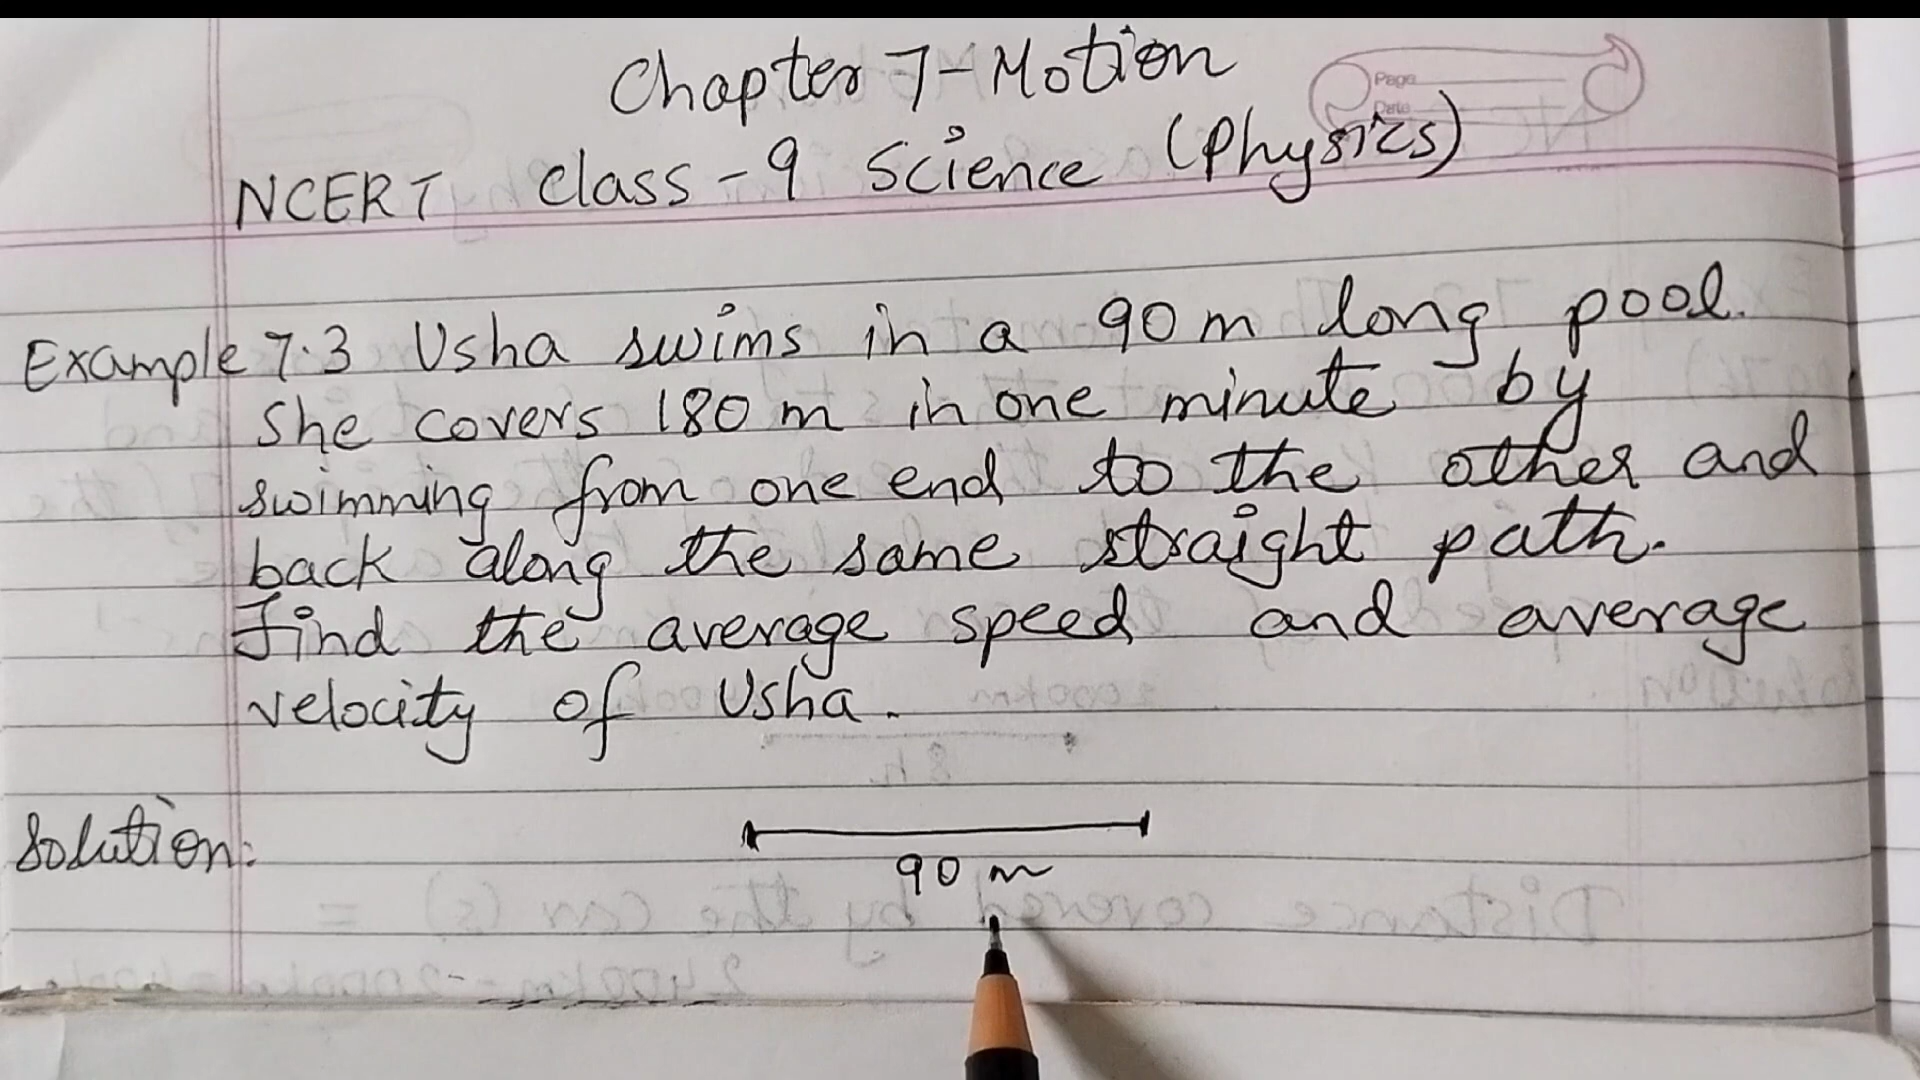 Chapter 7-Motion
Page
Date
NCERT Class-9 Science (Physics)
Example 7.3 Usha swims in a 90 m long pool.
She covers 180 m in one minute by
swimming from one end to the other and
back along the same straight path.
Find the average speed and average
velocity of Usha.
Solution:
90 m